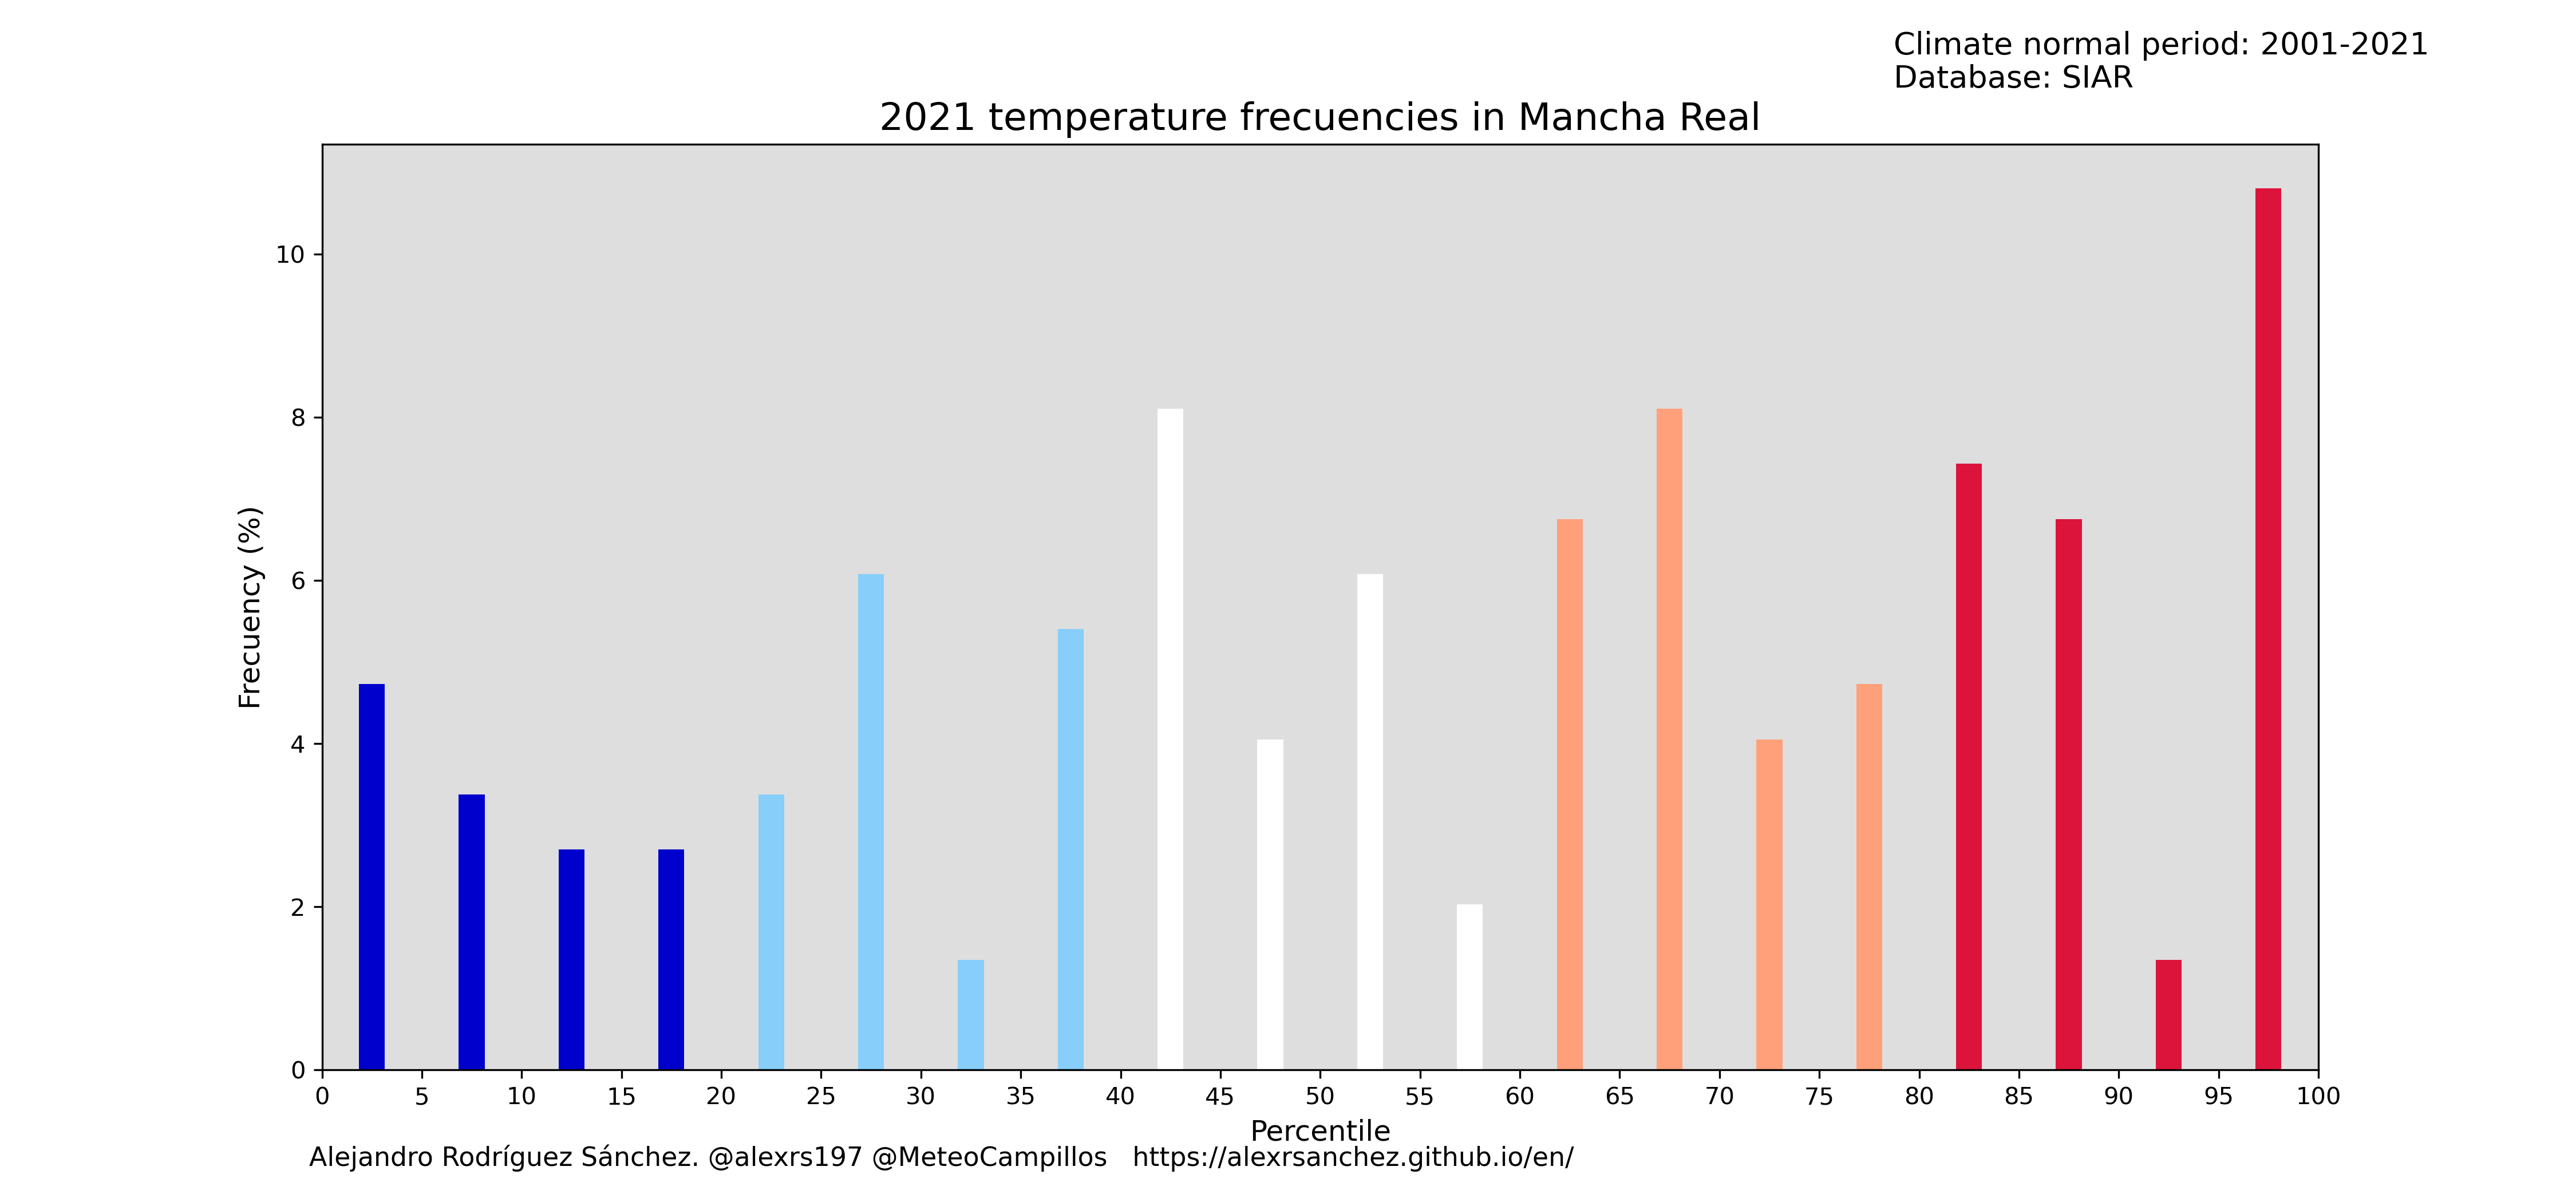 Climate normal period: 2001-2021
Database: SIAR
2021 temperature frecuencies in Mancha Real
10
8
6
4
2
0
Frecuency (%)
0 5 10 15 20 25 30 35 40 45 50 55 60 65 70 75 80 85 90 95 100
Percentile
Alejandro Rodríguez Sánchez. @alexrs197 @MeteoCampillos https://alexrsanchez.github.io/en/